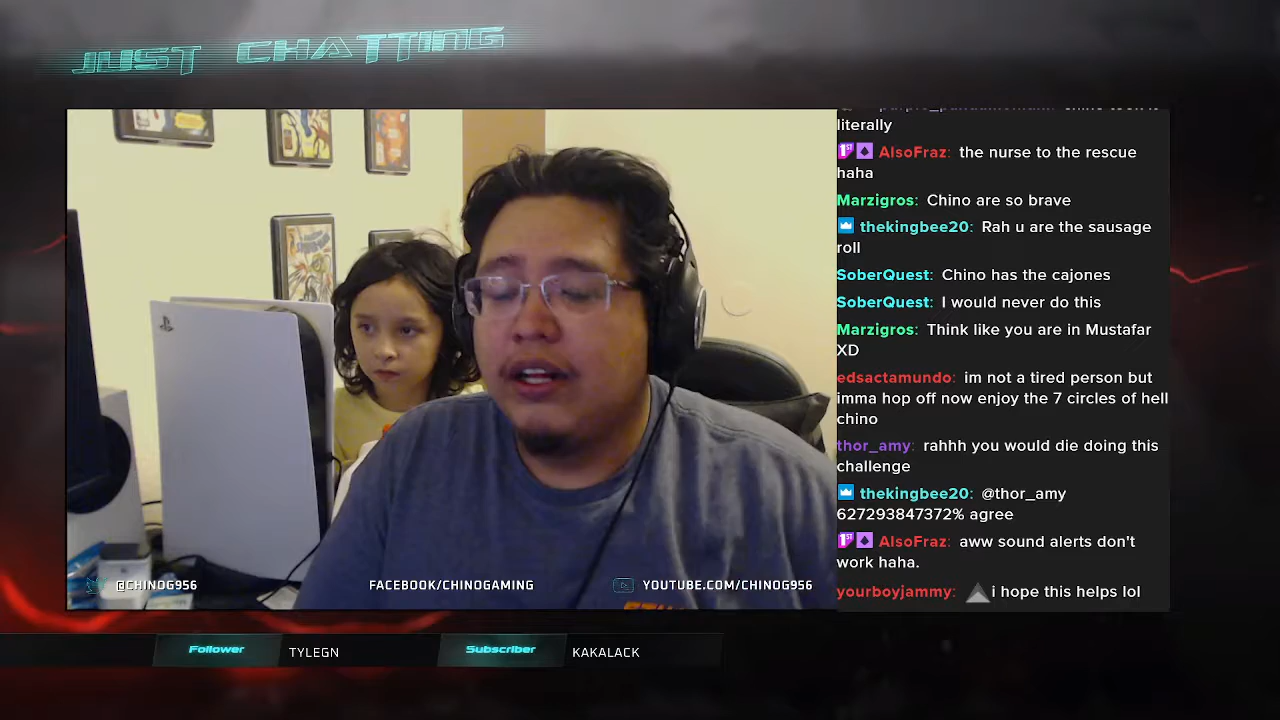 JUST CHATTING
literally
AlsoFraz: the nurse to the rescue
haha
Marzigros: Chino are so brave
thekingbee20: Rah u are the sausage
roll
SoberQuest: Chino has the cajones
SoberQuest: I would never do this
Marzigros: Think like you are in Mustafar
XD
edsactamundo: im not a tired person but
imma hop off now enjoy the 7 circles of hell
chino
thor_amy: rahhh you would die doing this
challenge
thekingbee20: @thor_amy
627293847372% agree
AlsoFraz: aww sound alerts don't
work haha.
yourboyjammy: i hope this helps lol
@CHINOG956
FACEBOOK/CHINOGAMING
YOUTUBE.COM/CHINOG956
Follower
TYLEGN
Subscriber
KAKALACK